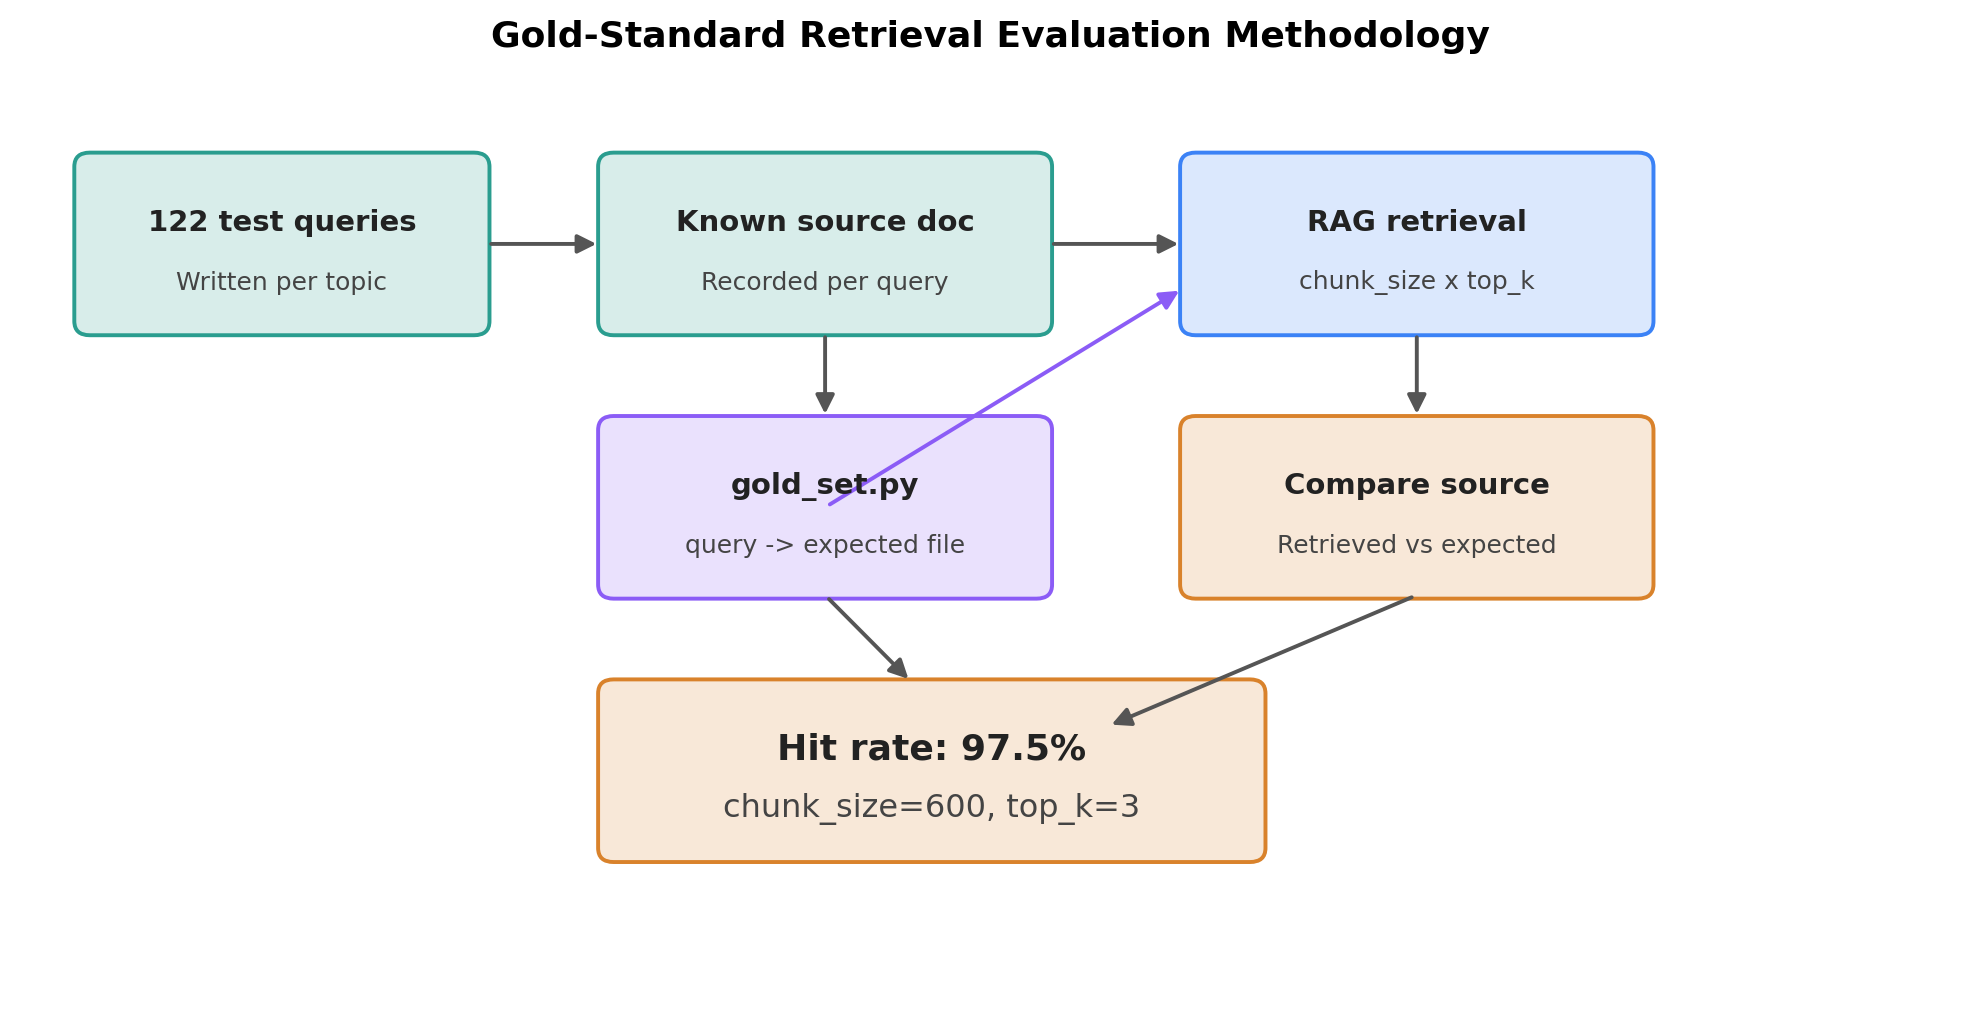 Gold-Standard Retrieval Evaluation Methodology
122 test queries
Written per topic
Known source doc
Recorded per query
RAG retrieval
chunk_size x top_k
gold_set.py
query -> expected file
Compare source
Retrieved vs expected
Hit rate: 97.5%
chunk_size=600, top_k=3